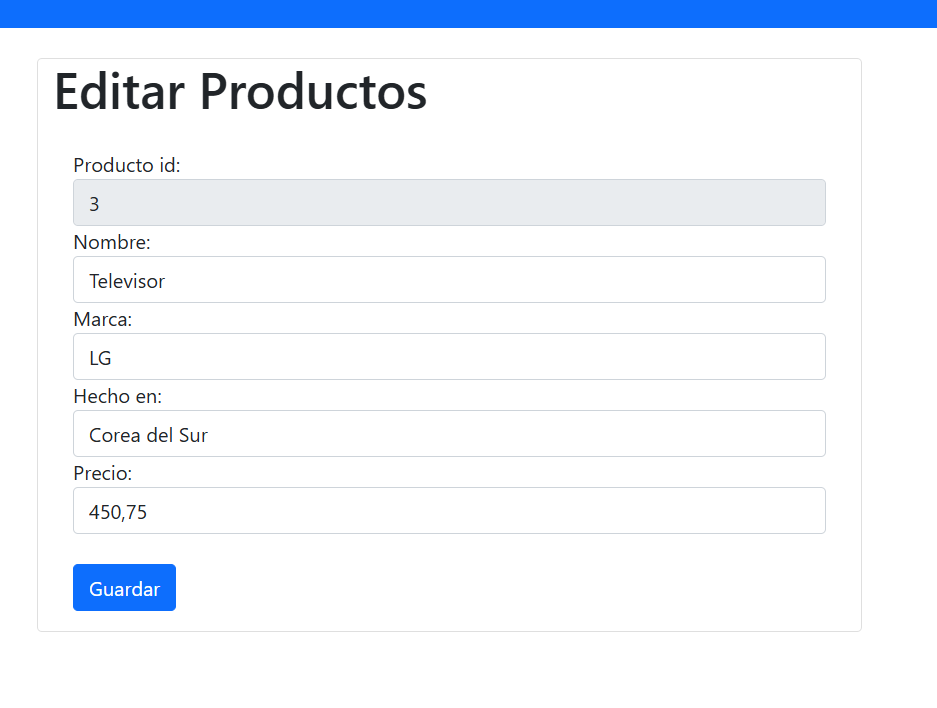 Editar Productos
Producto id:
3
Nombre:
Televisor
Marca:
LG
Hecho en:
Corea del Sur
Precio:
450,75
Guardar